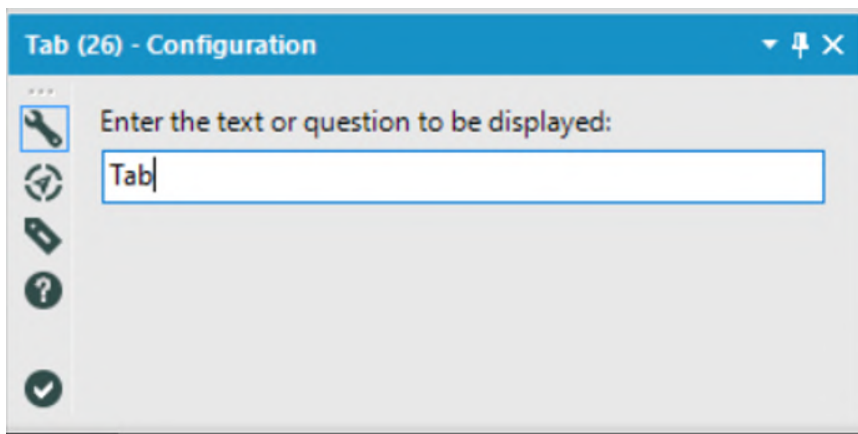 Tab (26) - Configuration
Enter the text or question to be displayed:
Tab